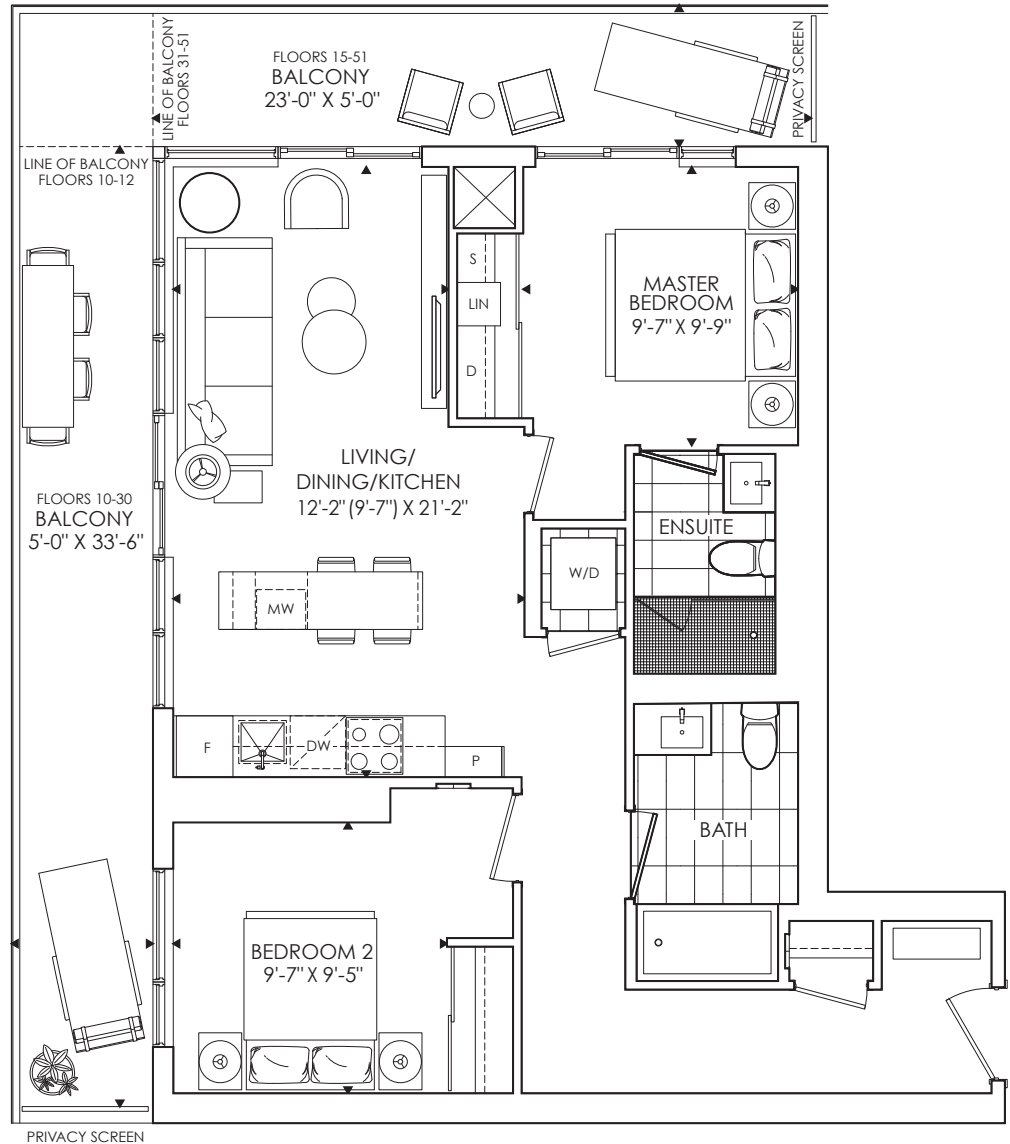 FLOORS 15-51
BALCONY
23'-0" X 5'-0"
LINE OF BALCONY
FLOORS 31-51
PRIVACY SCREEN
LINE OF BALCONY
FLOORS 10-12
S
LIN
D
MASTER
BEDROOM
9'-7" X 9'-9"
LIVING/
DINING/KITCHEN
12'-2" (9'-7") X 21'-2"
FLOORS 10-30
BALCONY
5'-0" X 33'-6"
ENSUITE
W/D
MW
F
DW
P
BATH
BEDROOM 2
9'-7" X 9'-5"
PRIVACY SCREEN